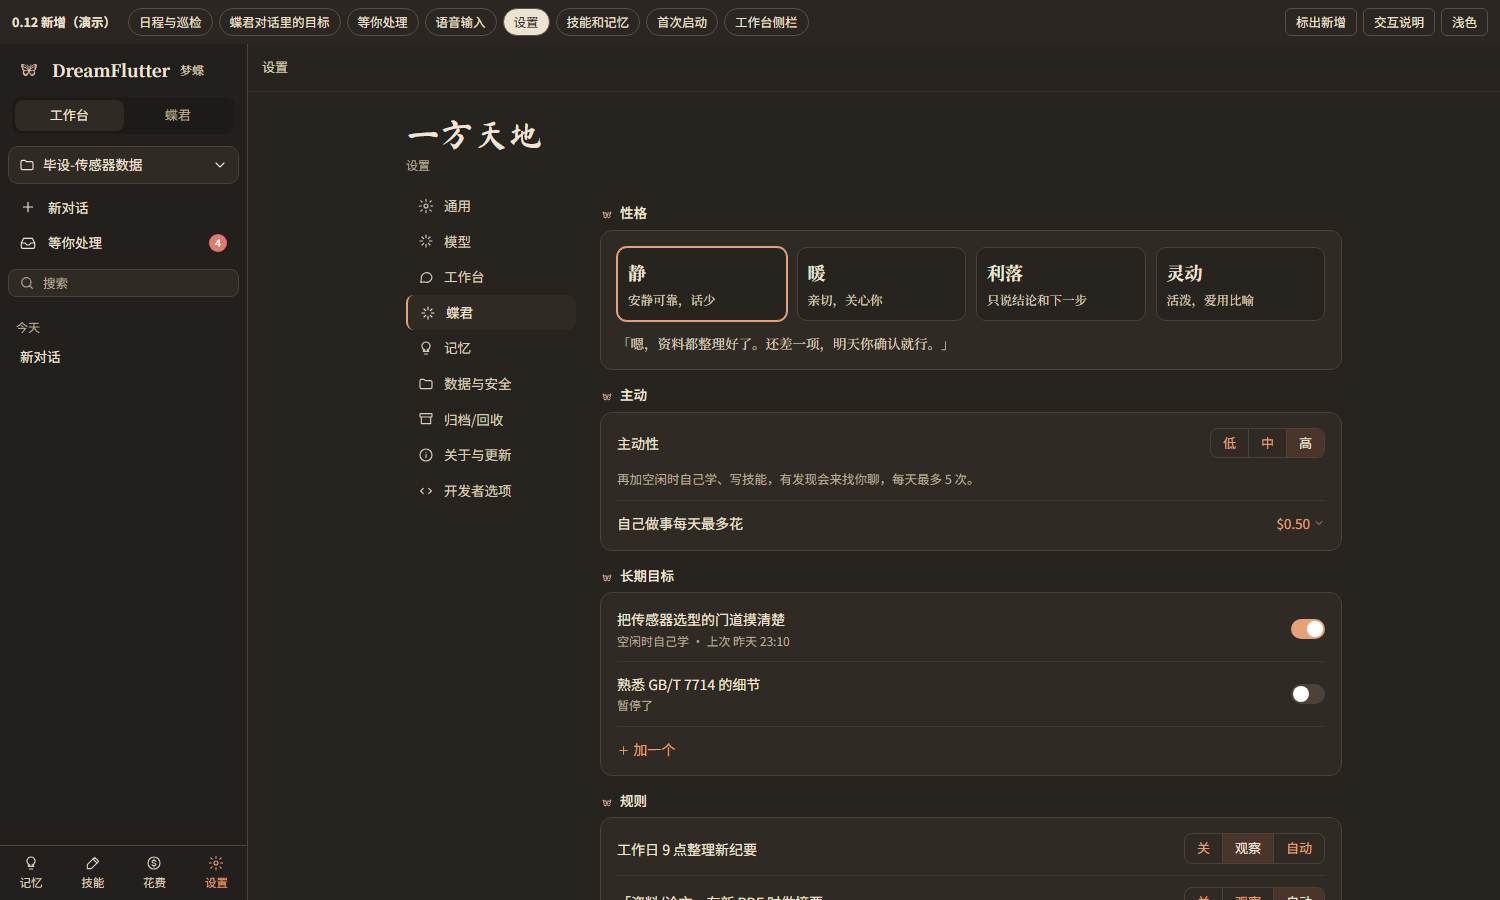 0.12 新增（演示）
日程与巡检
蝶君对话里的目标
等你处理
语音输入
设置
技能和记忆
首次启动
工作台侧栏
标出新增
交互说明
浅色
DreamFlutter 梦蝶
工作台
蝶君
毕设-传感器数据
新对话
等你处理
4
搜索
今天
新对话
记忆
技能
花费
设置
设置
一方天地
设置
通用
模型
工作台
蝶君
记忆
数据与安全
归档/回收
关于与更新
开发者选项
性格
静
安静可靠，话少
暖
亲切，关心你
利落
只说结论和下一步
灵动
活泼，爱用比喻
「嗯，资料都整理好了。还差一项，明天你确认就行。」
主动
主动性
低
中
高
再加空闲时自己学、写技能，有发现会来找你聊，每天最多 5 次。
自己做事每天最多花
$0.50
长期目标
把传感器选型的门道摸清楚
空闲时自己学 · 上次 昨天 23:10
熟悉 GB/T 7714 的细节
暂停了
加一个
规则
工作日 9 点整理新纪要
关
观察
自动